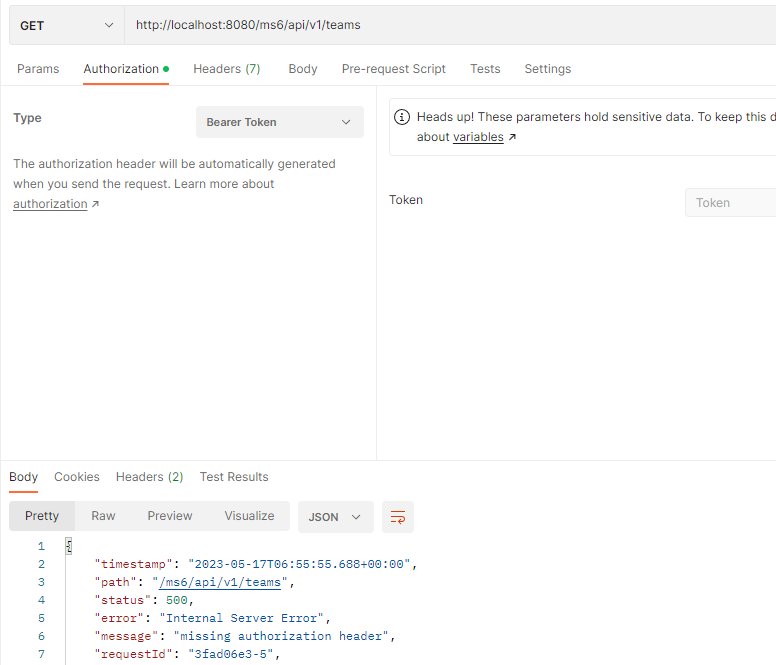 GET
http://localhost:8080/ms6/api/v1/teams
Params Authorization Headers (7) Body Pre-request Script Tests Settings
Type
Bearer Token
The authorization header will be automatically generated
when you send the request. Learn more about
authorization ↗
Heads up! These parameters hold sensitive data. To keep this d
about variables ↗
Token
Token
Body Cookies Headers (2) Test Results
Pretty Raw Preview Visualize JSON
1 {
2 "timestamp": "2023-05-17T06:55:55.688+00:00",
3 "path": "/ms6/api/v1/teams",
4 "status": 500,
5 "error": "Internal Server Error",
6 "message": "missing authorization header",
7 "requestId": "3fad06e3-5",